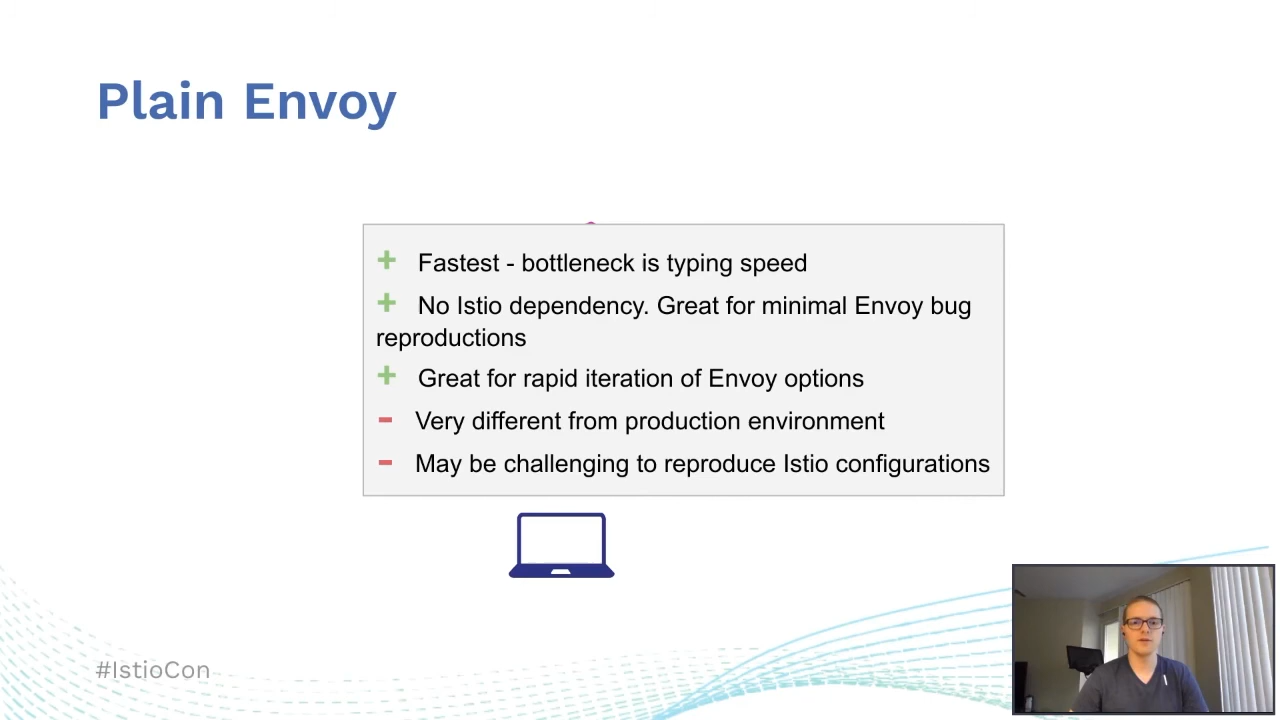 Plain Envoy
+ Fastest - bottleneck is typing speed
+ No Istio dependency. Great for minimal Envoy bug
reproductions
+ Great for rapid iteration of Envoy options
- Very different from production environment
- May be challenging to reproduce Istio configurations
#IstioCon